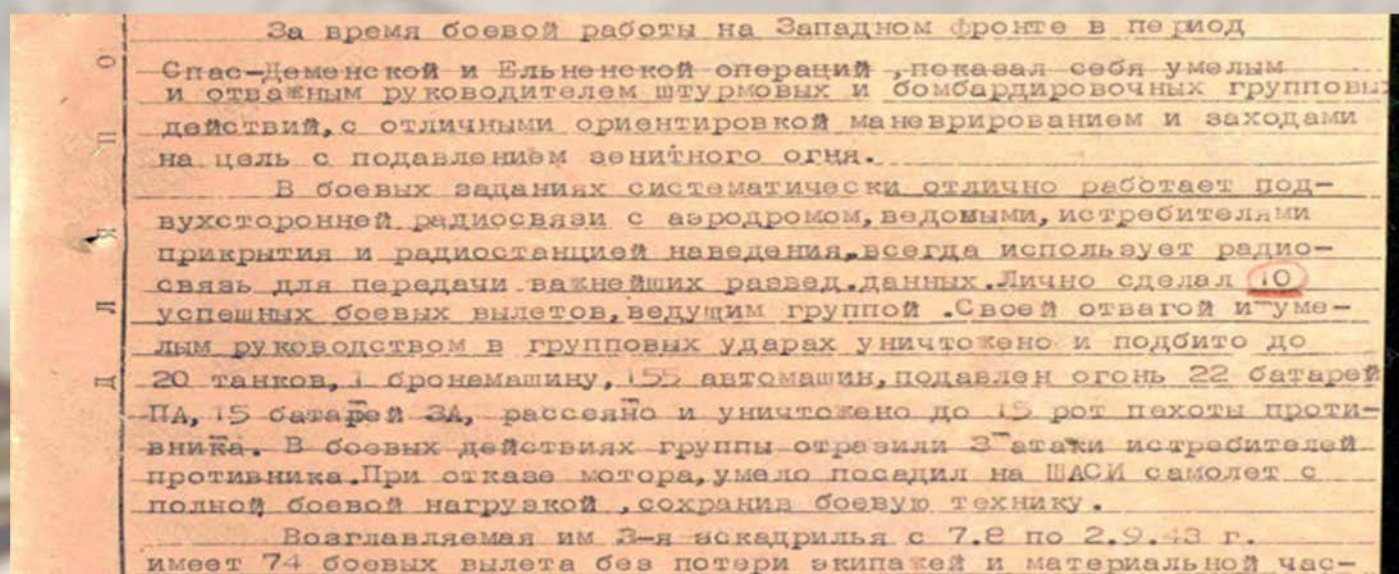 За время боевой работы на Западном фронте в период
Спас-Деменской и Ельненской операций ,показал себя умелым
и отважным руководителем штурмовых и бомбардировочных групповы
действий,с отличными ориентировкой маневрированием и заходами
на цель с подавлением зенитного огня.
В боевых заданиях систематически отлично работает под-
вухсторонней радиосвязи с аэродромом,ведомыми,истребителями
прикрытия и радиостанцией наведения,всегда использует радио-
связь для передачи важнейших развед.данных.Лично сделал 10
успешных боевых вылетов,ведущим группой .Своей отвагой и уме-
лым руководством в групповых ударах уничтожено и подбито до
20 танков, 1 бронемашину, 155 автомашин,подавлен огонь 22 батарей
ПА, 15 батарей ЗА, рассеяно и уничтожено до 15 рот пехоты проти-
вника. В боевых действиях группы отразили 3 атаки истребителей
противника.При отказе мотора,умело посадил на ШАСИ самолет с
полной боевой нагрузкой ,сохранив боевую технику.
Возглавляемая им 3-я эскадрилья с 7.8 по 2.9.43 г.
имеет 74 боевых вылета без потери экипажей и материальной час-
Д Л Я П О